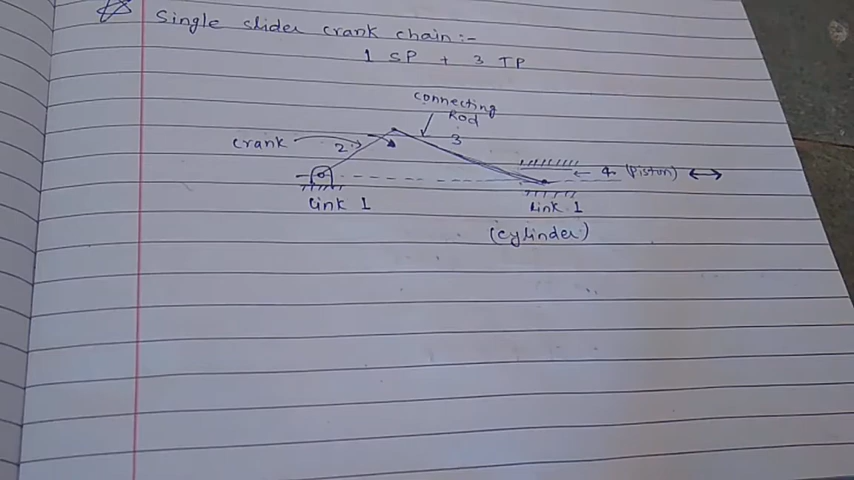 Single slider crank chain:-
1 SP + 3 TP
connecting
Rod
crank
2
3
4 (Piston)
Link 1
Link 1
(cylinder)